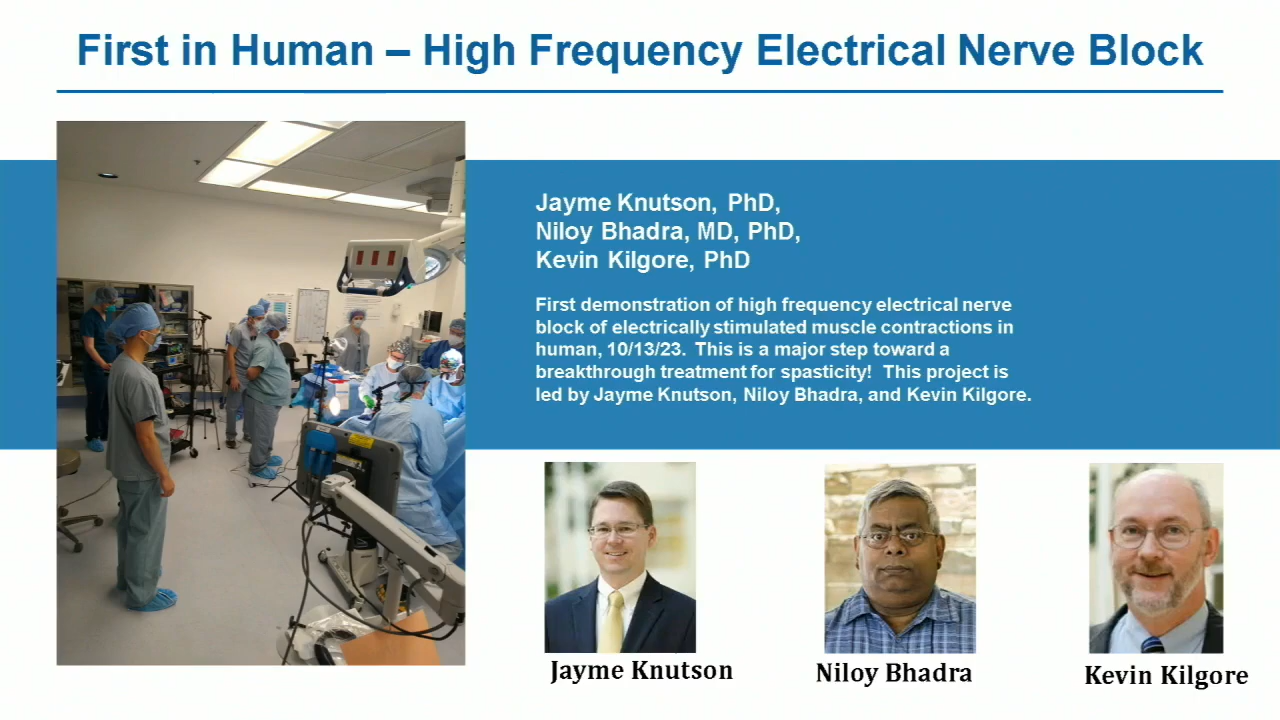 First in Human – High Frequency Electrical Nerve Block
Jayme Knutson, PhD,
Niloy Bhadra, MD, PhD,
Kevin Kilgore, PhD
First demonstration of high frequency electrical nerve
block of electrically stimulated muscle contractions in
human, 10/13/23.  This is a major step toward a
breakthrough treatment for spasticity!  This project is
led by Jayme Knutson, Niloy Bhadra, and Kevin Kilgore.
Jayme Knutson
Niloy Bhadra
Kevin Kilgore